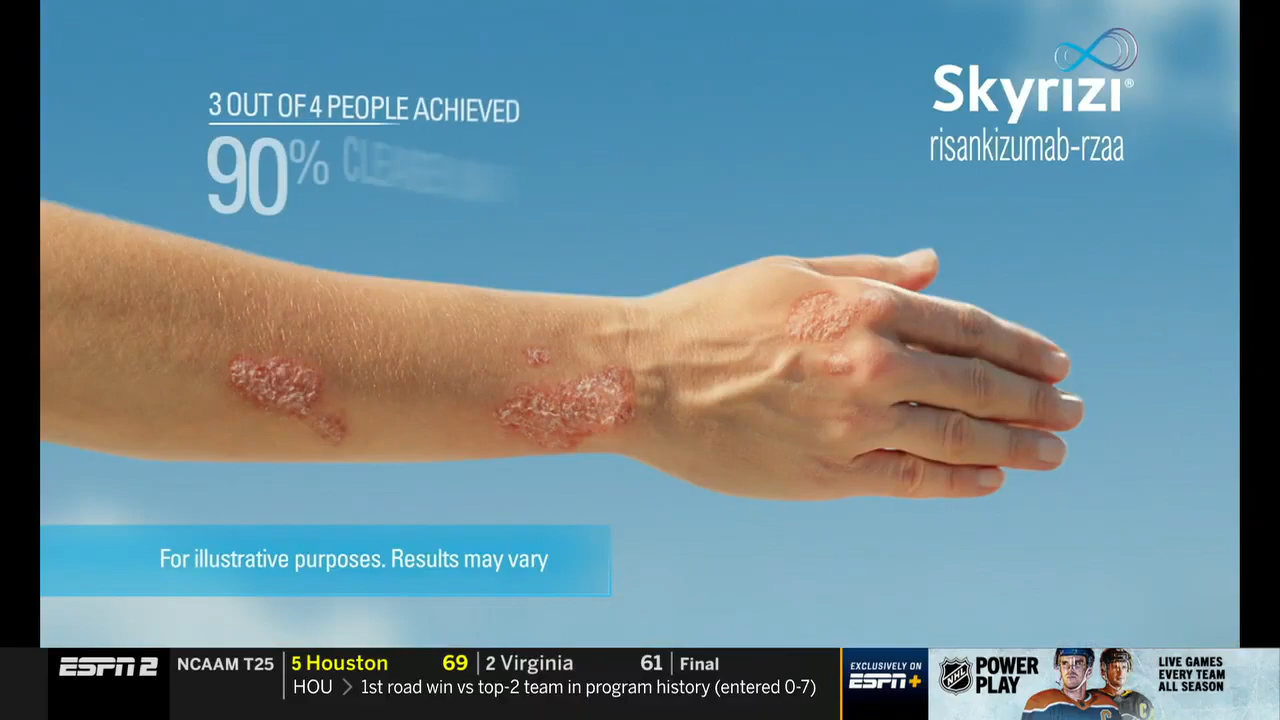 3 OUT OF 4 PEOPLE ACHIEVED
90%
Skyrizi®
risankizumab-rzaa
For illustrative purposes. Results may vary
ESPN2
NCAAM T25
5 Houston 69
2 Virginia 61
Final
HOU > 1st road win vs top-2 team in program history (entered 0-7)
EXCLUSIVELY ON
ESPN+
NHL
POWER
PLAY
LIVE GAMES
EVERY TEAM
ALL SEASON